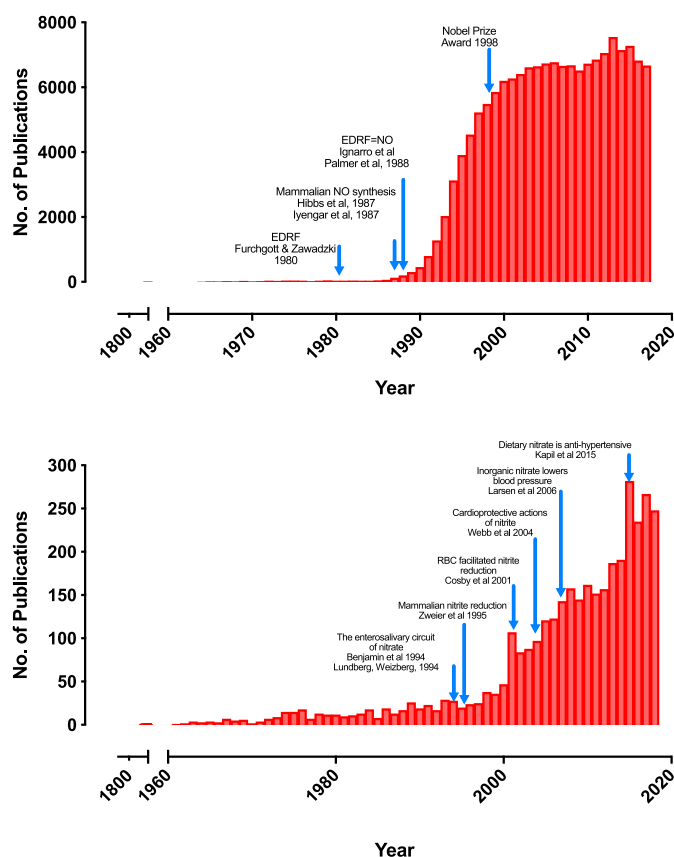 8000
6000
4000
2000
0
No. of Publications
Nobel Prize
Award 1998
EDRF=NO
Ignarro et al
Palmer et al, 1988
Mammalian NO synthesis
Hibbs et al, 1987
Iyengar et al, 1987
EDRF
Furchgott & Zawadzki
1980
1800
1960
1970
1980
1990
2000
2010
2020
Year
300
250
200
150
100
50
0
No. of Publications
Dietary nitrate is anti-hypertensive
Kapil et al 2015
Inorganic nitrate lowers
blood pressure
Larsen et al 2006
Cardioprotective actions
of nitrite
Webb et al 2004
RBC facilitated nitrite
reduction
Cosby et al 2001
Mammalian nitrite reduction
Zweier et al 1995
The enterosalivary circuit
of nitrate
Benjamin et al 1994
Lundberg, Weizberg, 1994
1800
1960
1980
2000
2020
Year